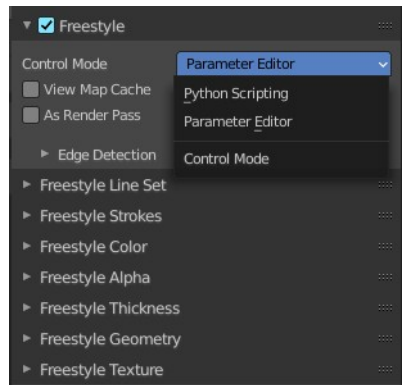 Freestyle
Control Mode Parameter Editor
View Map Cache Python Scripting
As Render Pass Parameter Editor
Edge Detection Control Mode
Freestyle Line Set
Freestyle Strokes
Freestyle Color
Freestyle Alpha
Freestyle Thickness
Freestyle Geometry
Freestyle Texture